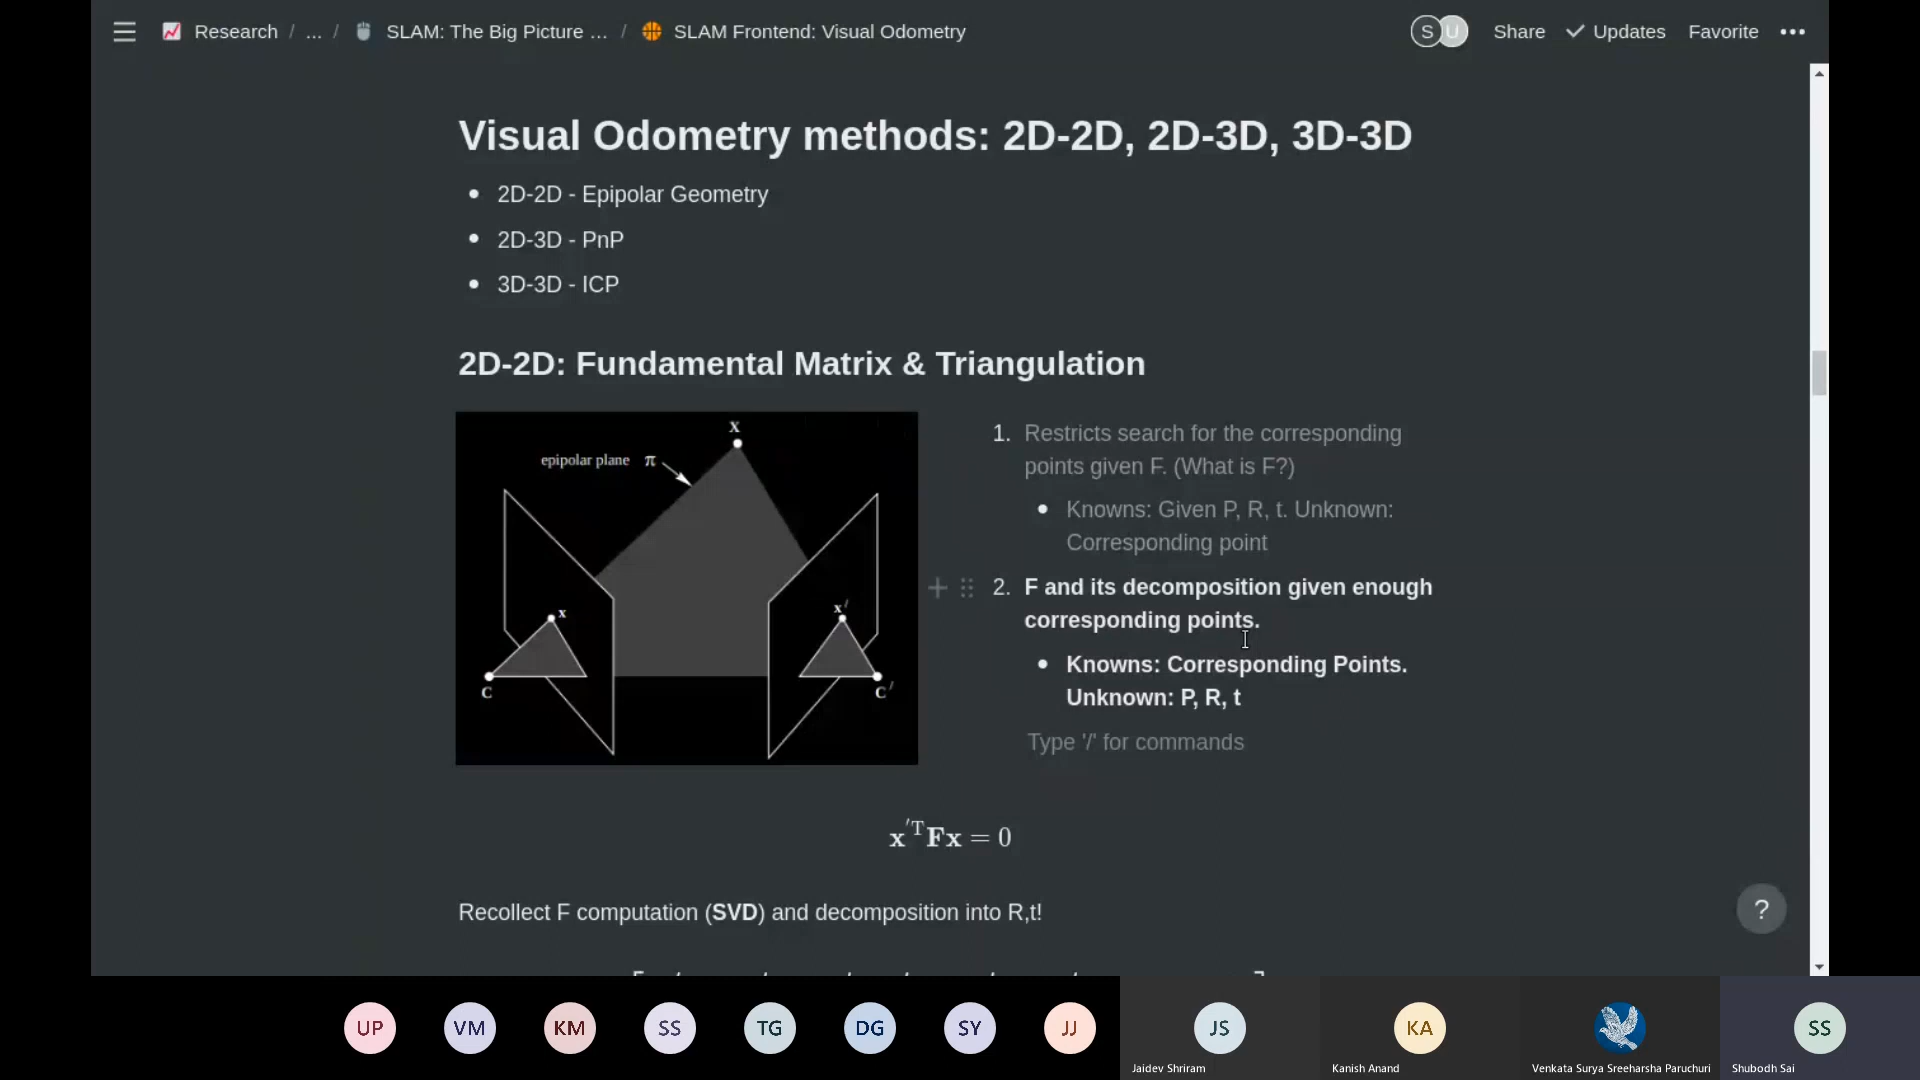 Research / ... / SLAM: The Big Picture ... / SLAM Frontend: Visual Odometry
S U Share Updates Favorite •••
Visual Odometry methods: 2D-2D, 2D-3D, 3D-3D
• 2D-2D - Epipolar Geometry
• 2D-3D - PnP
• 3D-3D - ICP
2D-2D: Fundamental Matrix & Triangulation
X
epipolar plane π
x
x′
C
C′
1. Restricts search for the corresponding
points given F. (What is F?)
• Knowns: Given P, R, t. Unknown:
Corresponding point
2. F and its decomposition given enough
corresponding points.
• Knowns: Corresponding Points.
Unknown: P, R, t
Type '/' for commands
x′ᵀFx = 0
Recollect F computation (SVD) and decomposition into R,t!
?
UP VM KM SS TG DG SY JJ JS KA SS
Jaidev Shriram
Kanish Anand
Venkata Surya Sreeharsha Paruchuri
Shubodh Sai